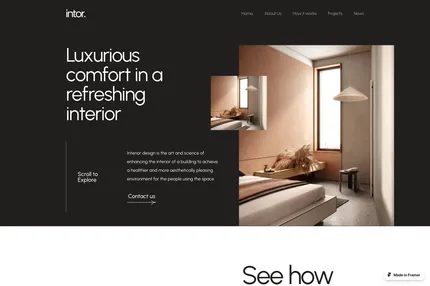 intor.
Home About Us How it works Projects News
Luxurious
comfort in a
refreshing
interior
Interior design is the art and science of
enhancing the interior of a building to achieve
a healthier and more aesthetically pleasing
environment for the people using the space.
Scroll to
Explore
Contact us
See how
Made in Framer